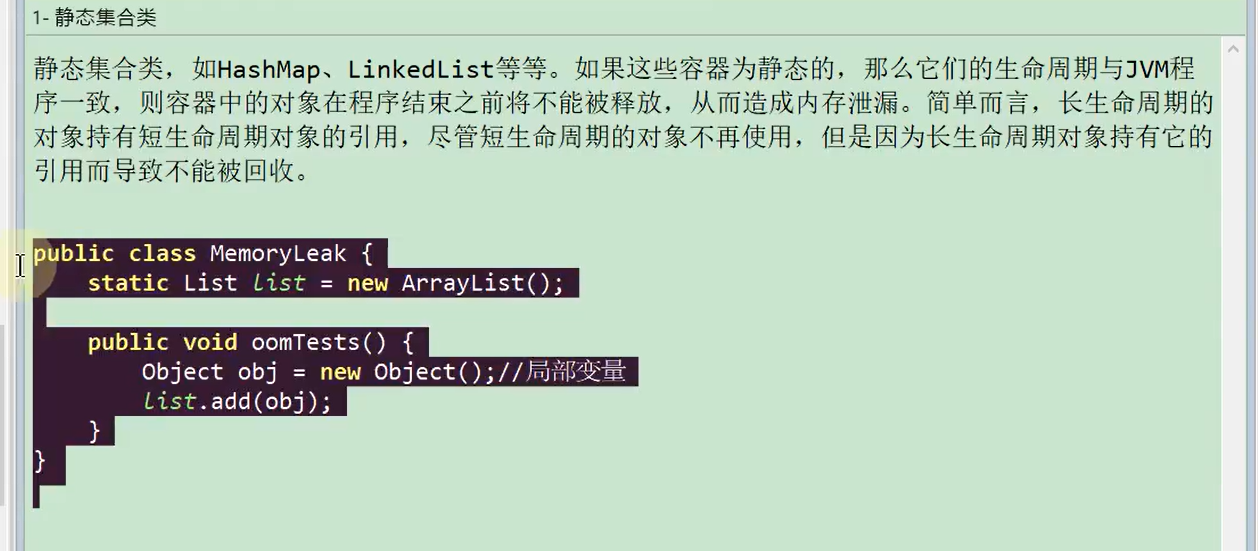 1- 静态集合类
静态集合类，如HashMap、LinkedList等等。如果这些容器为静态的，那么它们的生命周期与JVM程
序一致，则容器中的对象在程序结束之前将不能被释放，从而造成内存泄漏。简单而言，长生命周期的
对象持有短生命周期对象的引用，尽管短生命周期的对象不再使用，但是因为长生命周期对象持有它的
引用而导致不能被回收。
public class MemoryLeak {
    static List list = new ArrayList();
    public void oomTests() {
        Object obj = new Object();//局部变量
        list.add(obj);
    }
}